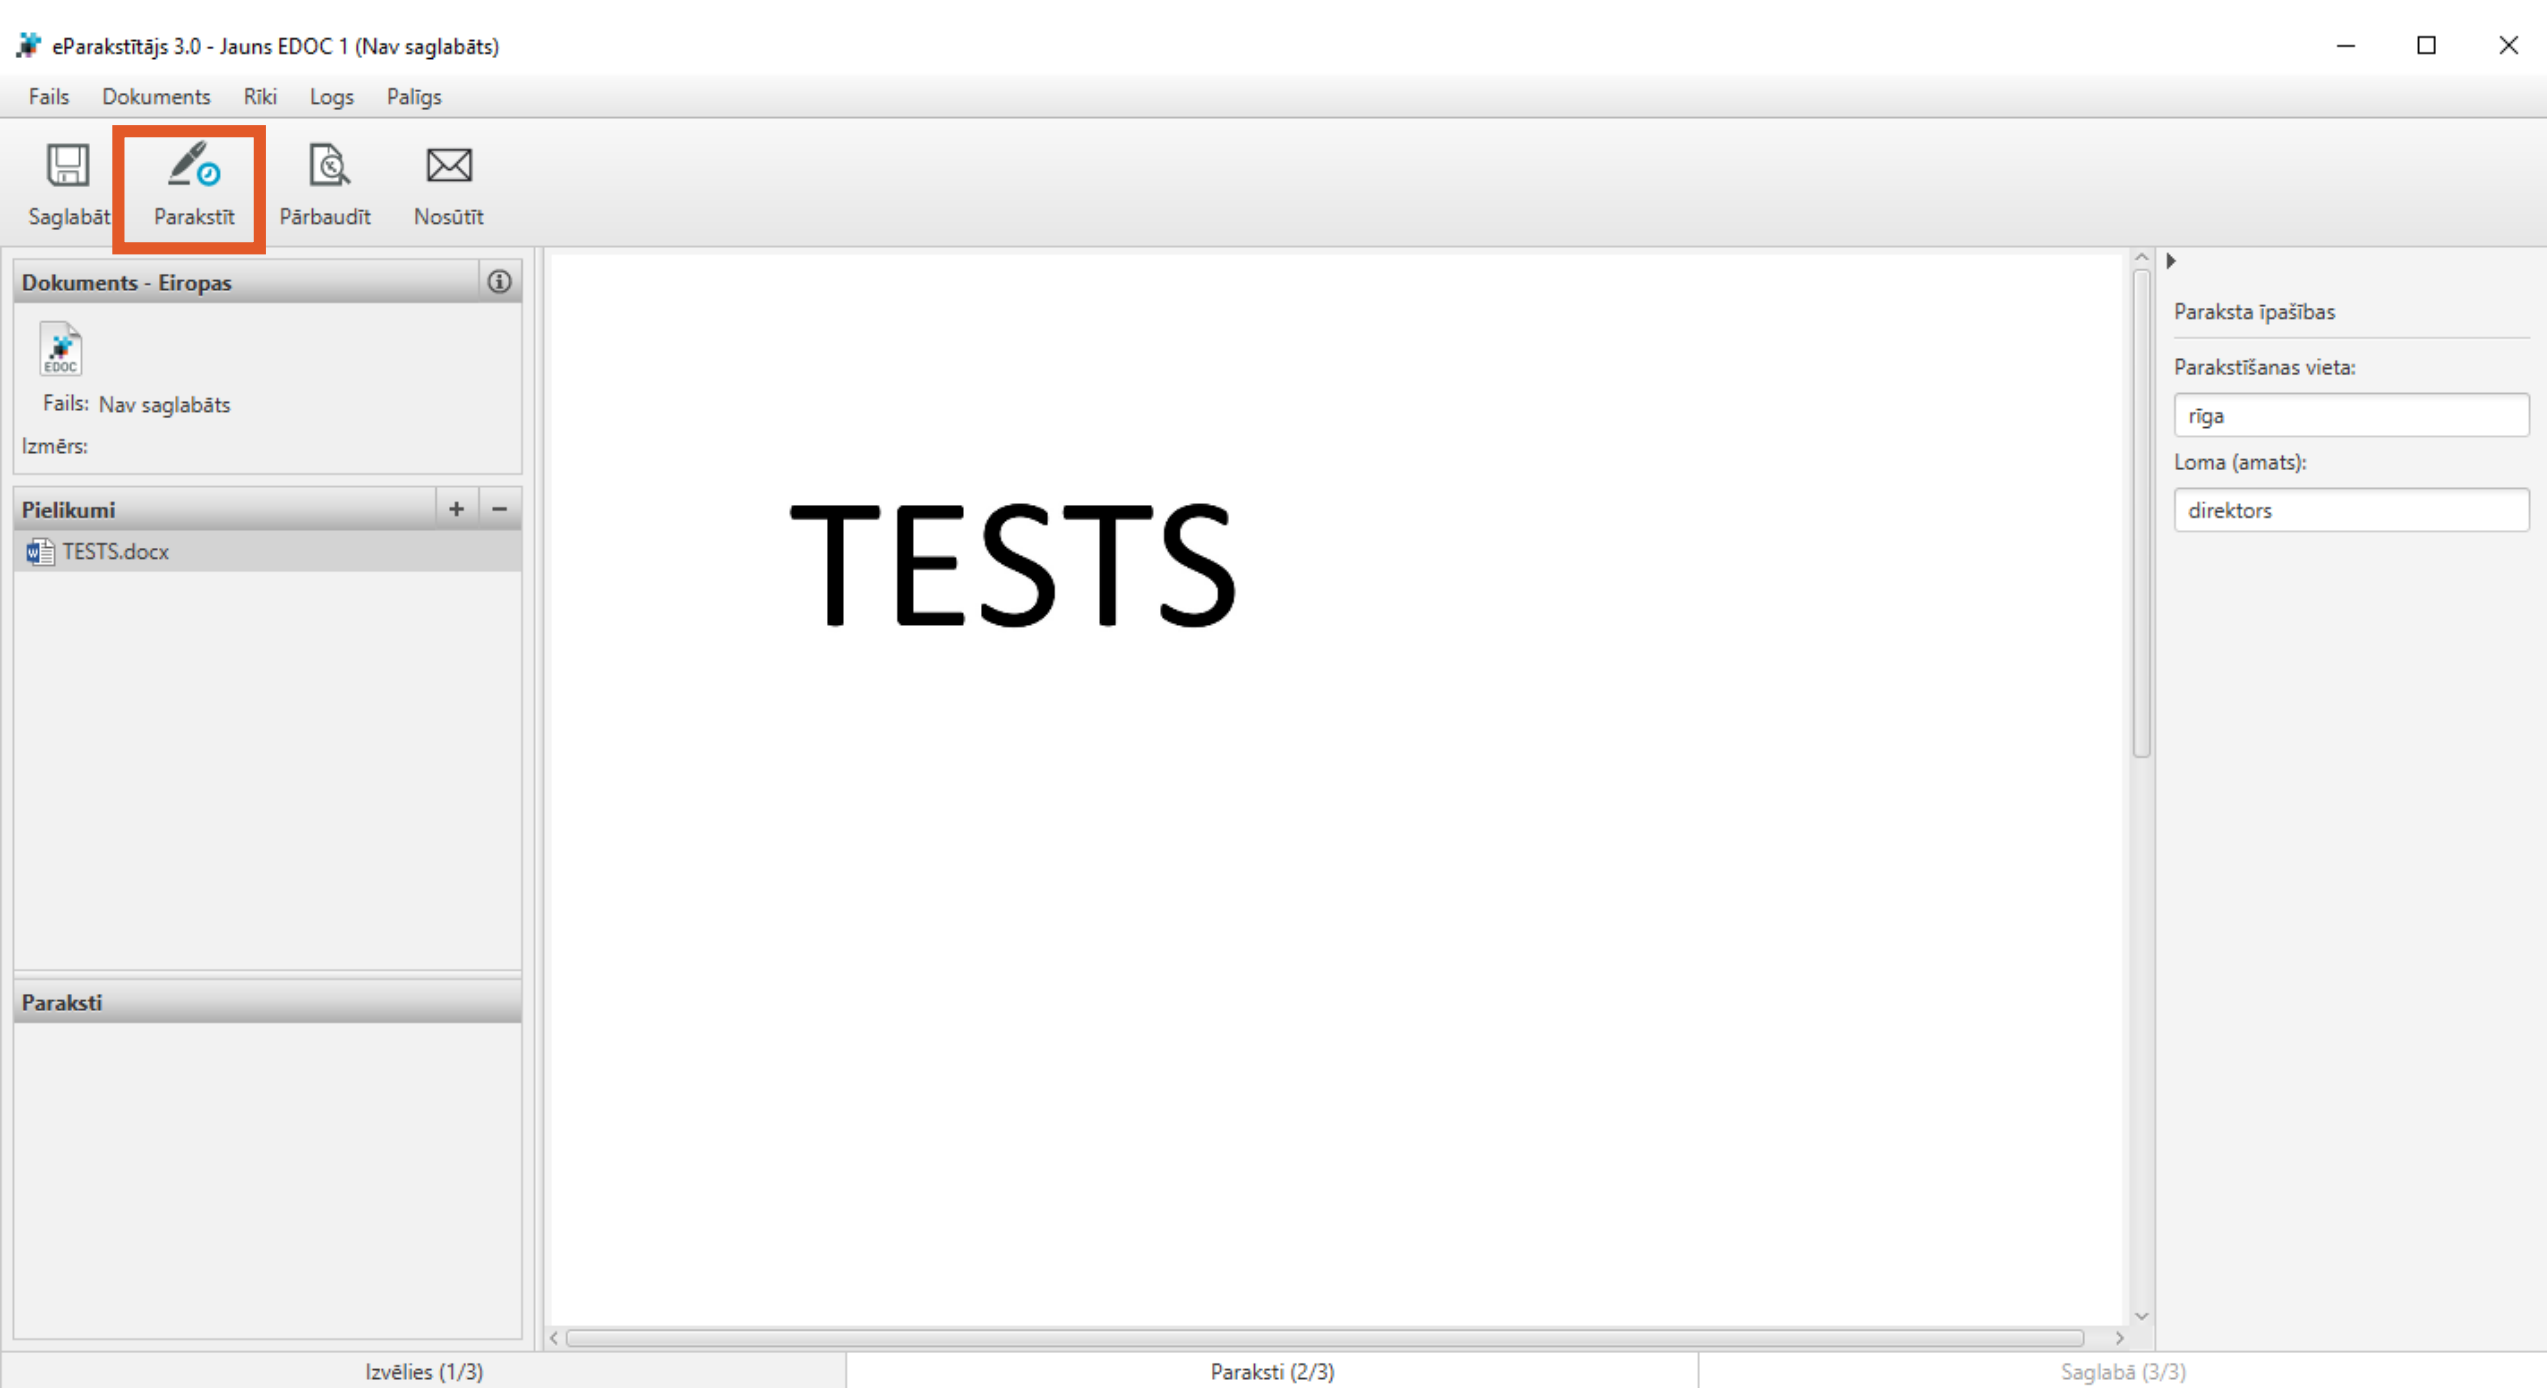 eParakstītājs 3.0 - Jauns EDOC 1 (Nav saglabāts)
Fails Dokuments Rīki Logs Palīgs
Saglabāt Parakstīt Pārbaudīt Nosūtīt
Dokuments - Eiropas
EDOC
Fails: Nav saglabāts
Izmērs:
Pielikumi
TESTS.docx
Paraksti
TESTS
Paraksta īpašības
Parakstīšanas vieta:
rīga
Loma (amats):
direktors
Izvēlies (1/3) Paraksti (2/3) Saglabā (3/3)